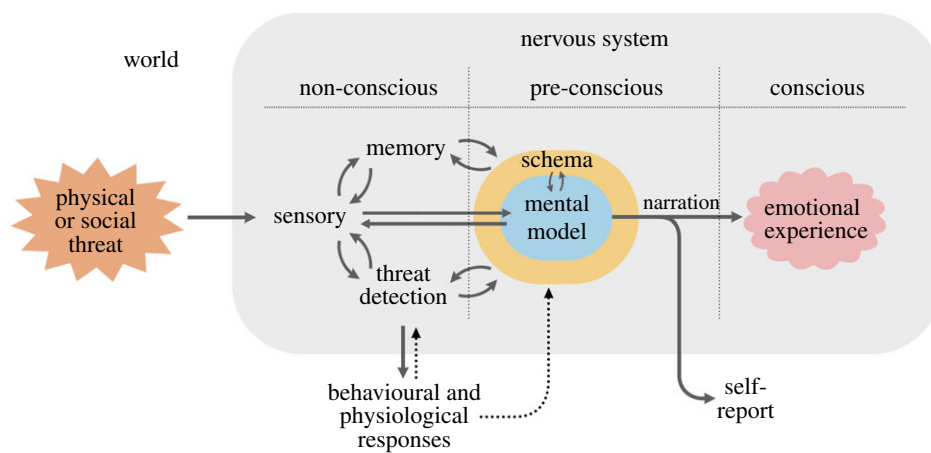 nervous system
world
non-conscious
pre-conscious
conscious
memory
schema
physical
or social
threat
sensory
mental
model
narration
emotional
experience
threat
detection
behavioural and
physiological
responses
self-
report